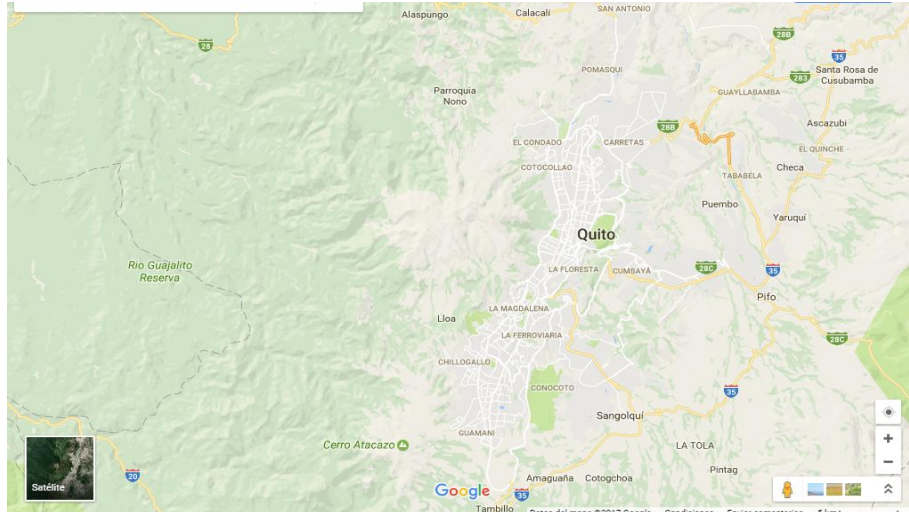 Alaspungo
Calacalí
SAN ANTONIO
28B
28
35
POMASQUI
283
Santa Rosa de
Cusubamba
Parroquia
Nono
GUAYLLABAMBA
28B
Ascazubi
EL CONDADO
CARRETAS
EL QUINCHE
COTOCOLLAO
Checa
TABABELA
Puembo
Yaruquí
Quito
Rio Guajalito
Reserva
LA FLORESTA
CUMBAYÁ
28C
35
Pifo
LA MAGDALENA
Lloa
LA FERROVIARIA
28C
CHILLOGALLO
CONOCOTO
35
Sangolquí
GUAMANI
Cerro Atacazo
LA TOLA
Pintag
20
Satélite
Google
Amaguaña
Cotogchoa
35
Tambillo